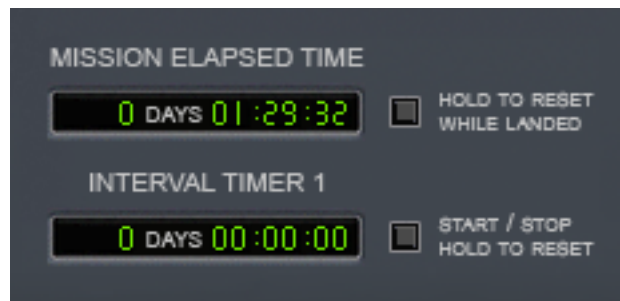 MISSION ELAPSED TIME
0 DAYS 01:29:32
HOLD TO RESET
WHILE LANDED
INTERVAL TIMER 1
0 DAYS 00:00:00
START / STOP
HOLD TO RESET